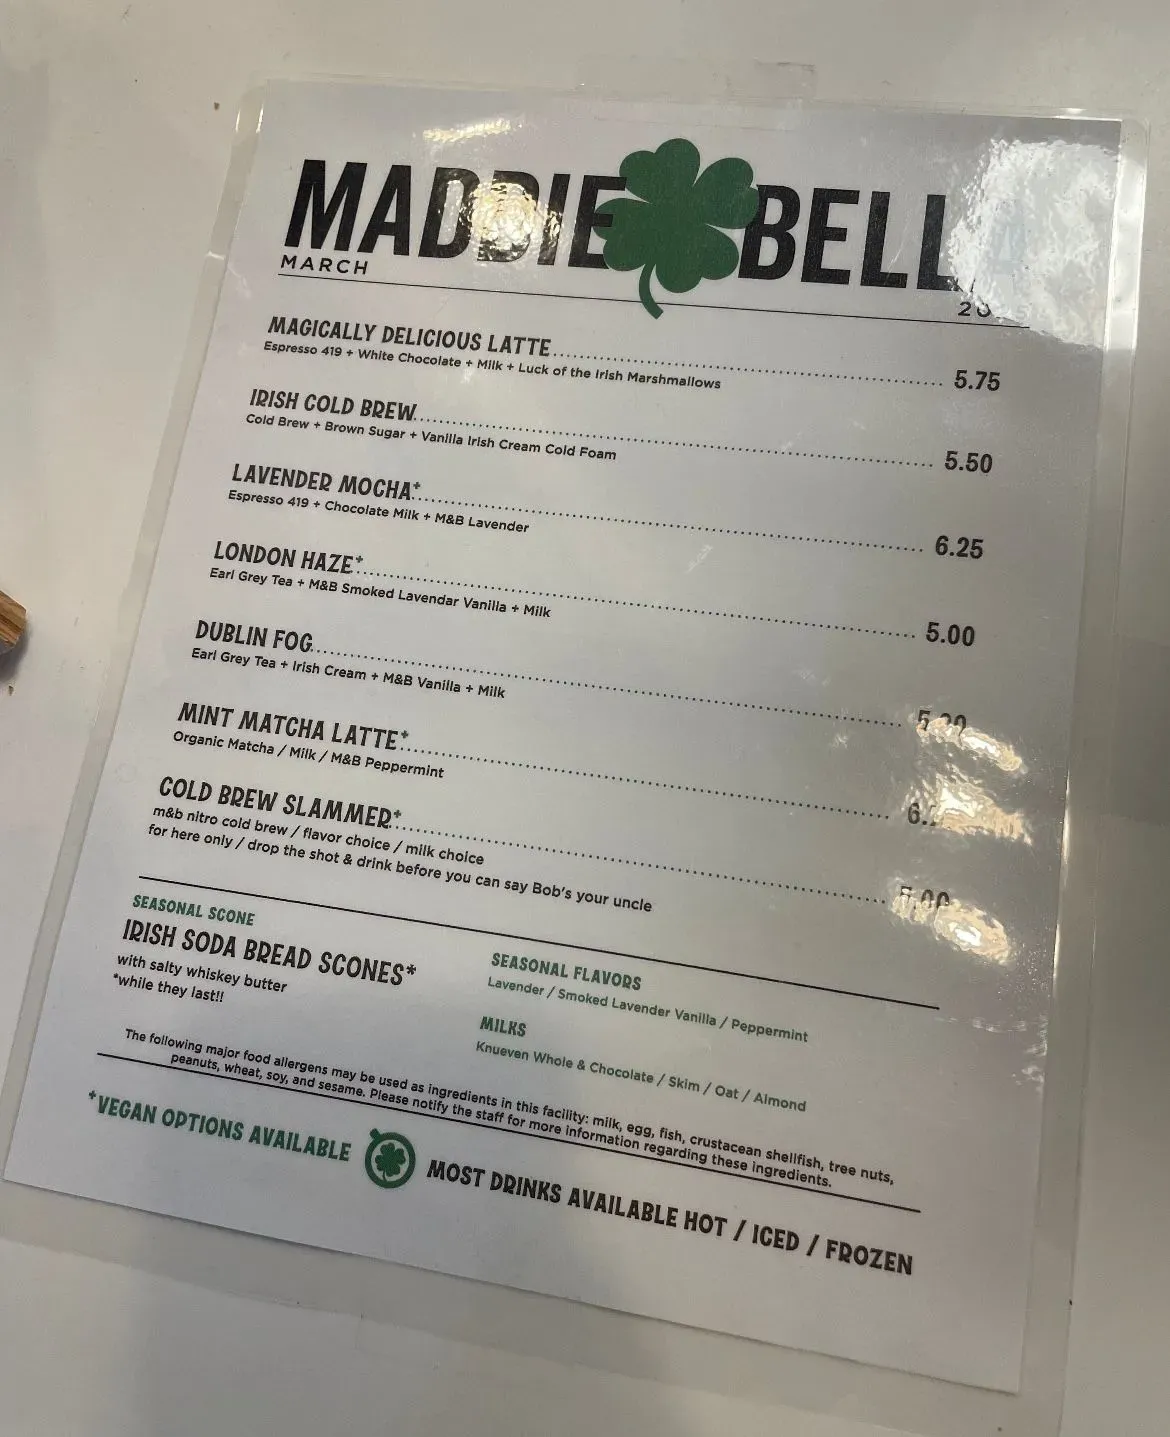 MADDIE BELLA
MARCH
MAGICALLY DELICIOUS LATTE 5.75
Espresso 419 + White Chocolate + Milk + Luck of the Irish Marshmallows
IRISH COLD BREW 5.50
Cold Brew + Brown Sugar + Vanilla Irish Cream Cold Foam
LAVENDER MOCHA+ 6.25
Espresso 419 + Chocolate Milk + M&B Lavender
LONDON HAZE+ 5.00
Earl Grey Tea + M&B Smoked Lavendar Vanilla + Milk
DUBLIN FOG
Earl Grey Tea + Irish Cream + M&B Vanilla + Milk
MINT MATCHA LATTE+
Organic Matcha / Milk / M&B Peppermint
COLD BREW SLAMMER+
m&b nitro cold brew / flavor choice / milk choice
for here only / drop the shot & drink before you can say Bob's your uncle
SEASONAL SCONE
IRISH SODA BREAD SCONES*
with salty whiskey butter
*while they last!!
SEASONAL FLAVORS
Lavender / Smoked Lavender Vanilla / Peppermint
MILKS
Knueven Whole & Chocolate / Skim / Oat / Almond
The following major food allergens may be used as ingredients in this facility: milk, egg, fish, crustacean shellfish, tree nuts,
peanuts, wheat, soy, and sesame. Please notify the staff for more information regarding these ingredients.
+VEGAN OPTIONS AVAILABLE
MOST DRINKS AVAILABLE HOT / ICED / FROZEN